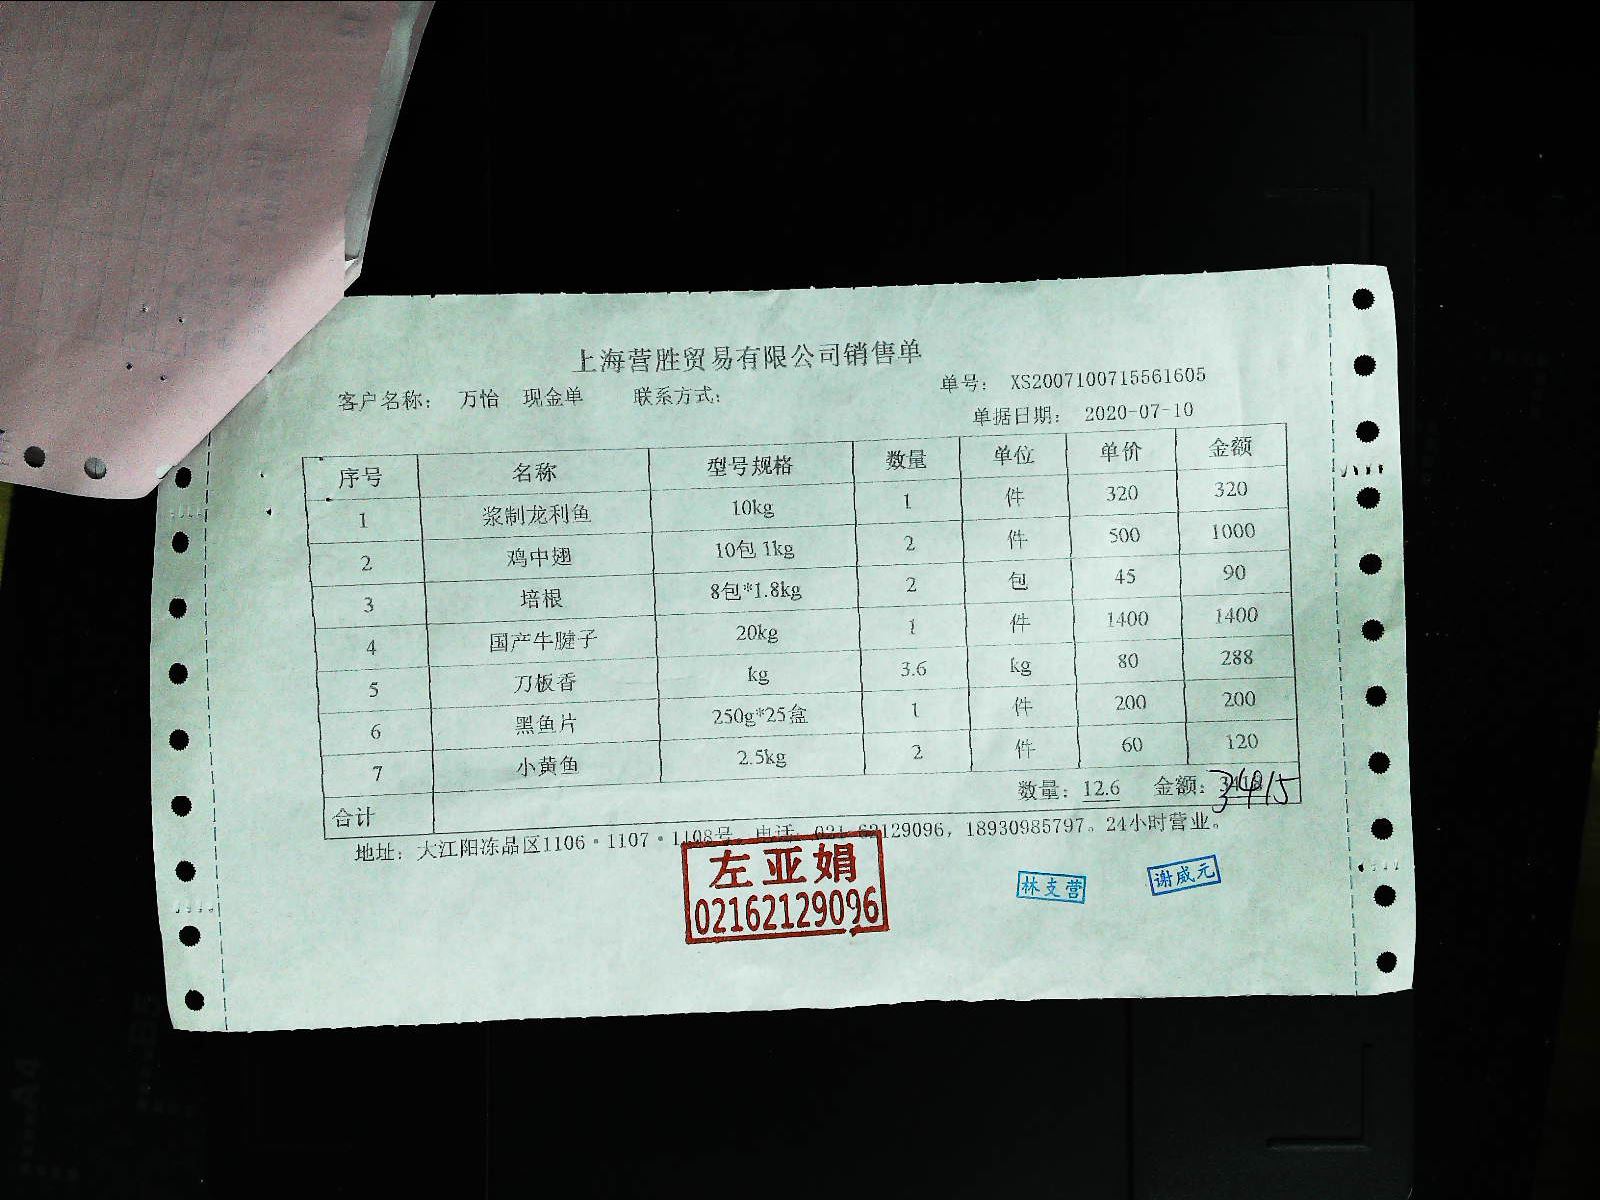 上海营胜贸易有限公司销售单
客户名称： 万怡 现金单 联系方式： 单号： XS2007100715561605
单据日期： 2020-07-10
序号 名称 型号规格 数量 单位 单价 金额
1 浆制龙利鱼 10kg 1 件 320 320
2 鸡中翅 10包 1kg 2 件 500 1000
3 培根 8包*1.8kg 2 包 45 90
4 国产牛腱子 20kg 1 件 1400 1400
5 刀板香 kg 3.6 kg 80 288
6 黑鱼片 250g*25盒 1 件 200 200
7 小黄鱼 2.5kg 2 件 60 120
合计 数量：12.6 金额：3415
地址：大江阳冻品区1106·1107·1108号，电话：021-62129096，18930985797。24小时营业。
左亚娟
02162129096
林支营
谢威元